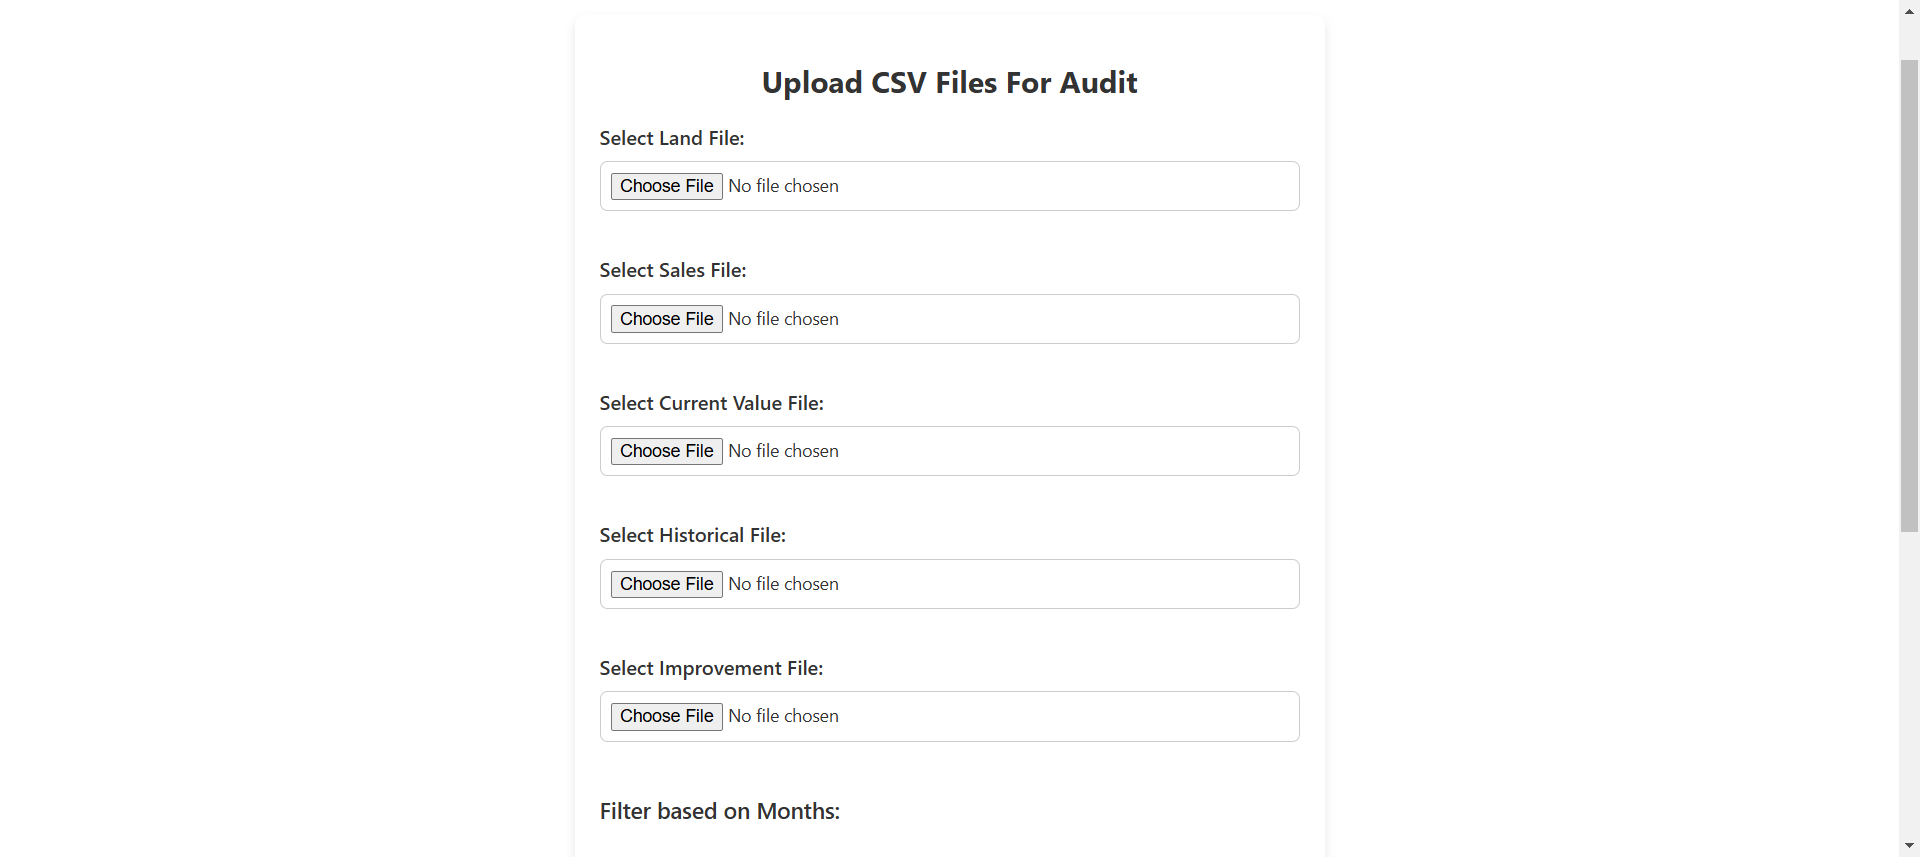 Upload CSV Files For Audit
Select Land File:
Choose File No file chosen
Select Sales File:
Choose File No file chosen
Select Current Value File:
Choose File No file chosen
Select Historical File:
Choose File No file chosen
Select Improvement File:
Choose File No file chosen
Filter based on Months: